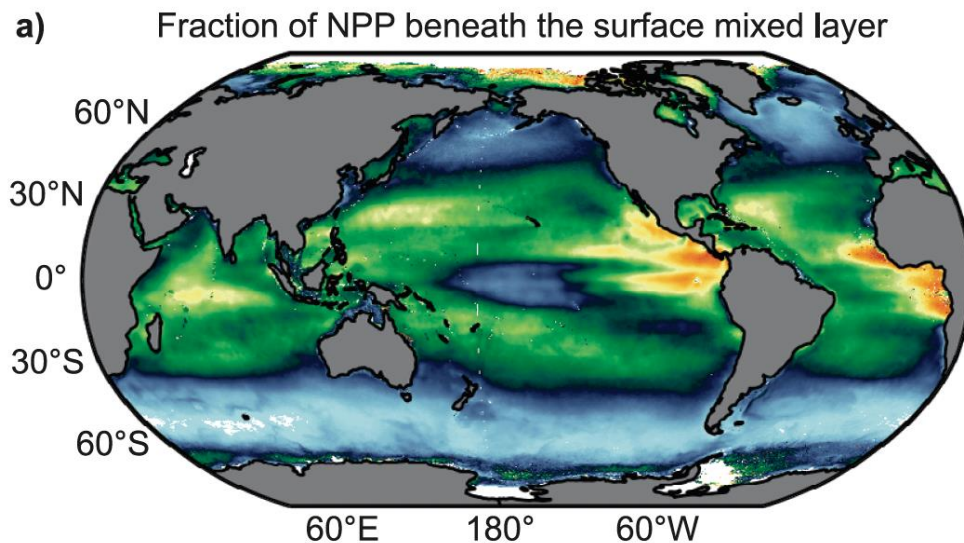 a) Fraction of NPP beneath the surface mixed layer
60°N
30°N
0°
30°S
60°S
60°E 180° 60°W